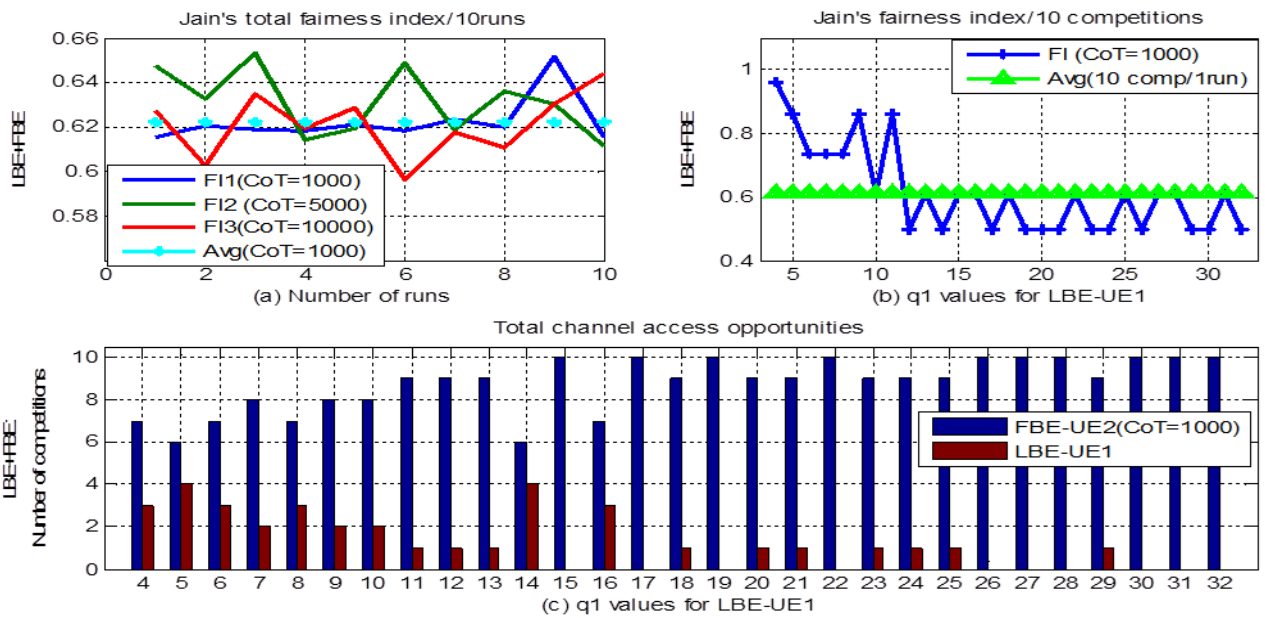 Jain's total fairness index/10runs
0.66
0.64
0.62
0.6
0.58
LBE+FBE
FI1(CoT=1000)
FI2 (CoT=5000)
FI3(CoT=10000)
Avg(CoT=1000)
0 2 4 6 8 10
(a) Number of runs
Jain's fairness index/10 competitions
1
0.8
0.6
0.4
LBE+FBE
FI (CoT=1000)
Avg(10 comp/1run)
5 10 15 20 25 30
(b) q1 values for LBE-UE1
Total channel access opportunities
10
8
6
4
2
0
LBE+FBE
Number of competitions
FBE-UE2(CoT=1000)
LBE-UE1
4 5 6 7 8 9 10 11 12 13 14 15 16 17 18 19 20 21 22 23 24 25 26 27 28 29 30 31 32
(c) q1 values for LBE-UE1